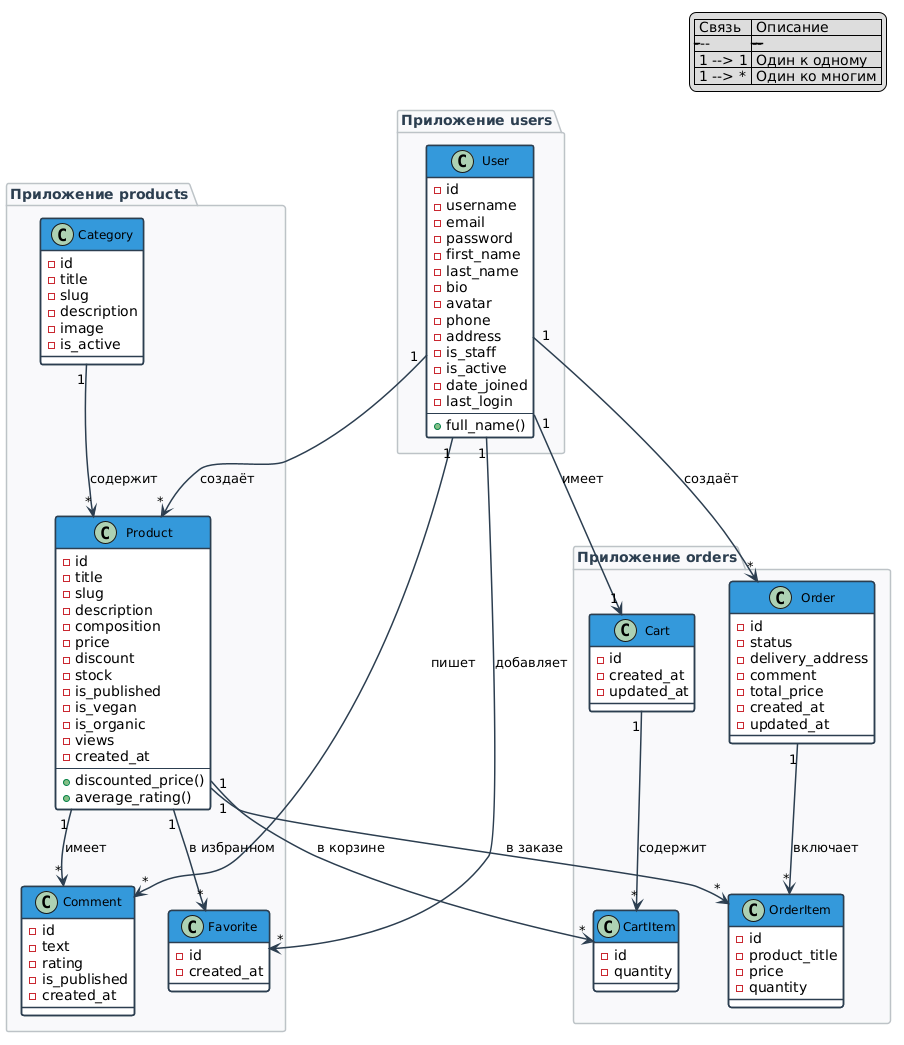 Связь Описание
--- ---
1 --> 1 Один к одному
1 --> * Один ко многим
Приложение users
C User
id
username
email
password
first_name
last_name
bio
avatar
phone
address
is_staff
is_active
date_joined
last_login
full_name()
Приложение products
C Category
id
title
slug
description
image
is_active
1
содержит
*
1
создаёт
*
1
имеет
1
1
создаёт
*
1
пишет
*
1
добавляет
*
C Product
id
title
slug
description
composition
price
discount
stock
is_published
is_vegan
is_organic
views
created_at
discounted_price()
average_rating()
1
имеет
*
1
в избранном
*
1
в корзине
*
1
в заказе
*
C Comment
id
text
rating
is_published
created_at
C Favorite
id
created_at
Приложение orders
C Cart
id
created_at
updated_at
1
содержит
*
C Order
id
status
delivery_address
comment
total_price
created_at
updated_at
1
включает
*
C CartItem
id
quantity
C OrderItem
id
product_title
price
quantity